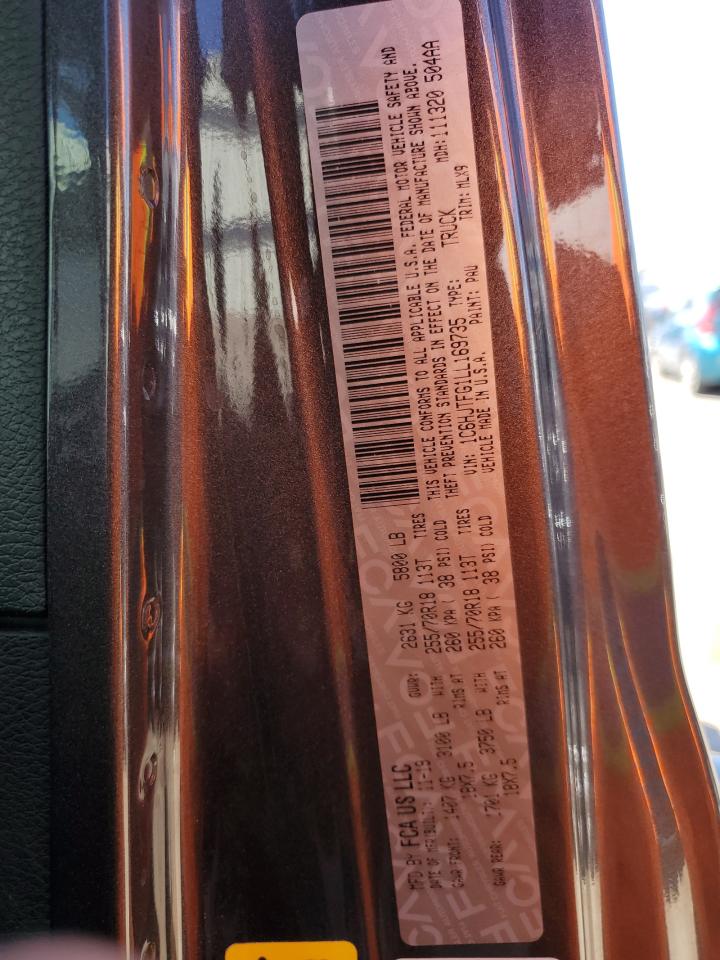 MFD BY FCA US LLC
DATE OF MFR(BUILT): 11-19 GVWR: 2631 KG 5800 LB
GAWR FRONT: 1407 KG 3100 LB WITH 255/70R18 113T TIRES
18X7.5 RIMS AT 260 KPA ( 38 PSI) COLD
GAWR REAR: 1701 KG 3750 LB WITH 255/70R18 113T TIRES
18X7.5 RIMS AT 260 KPA ( 38 PSI) COLD
THIS VEHICLE CONFORMS TO ALL APPLICABLE U.S.A. FEDERAL MOTOR VEHICLE SAFETY AND
THEFT PREVENTION STANDARDS IN EFFECT ON THE DATE OF MANUFACTURE SHOWN ABOVE.
VIN: 1C6HJTFG1LL169735 TYPE: TRUCK MDH:111320 504AA
VEHICLE MADE IN U.S.A. PAINT: PAU TRIM: MLX9